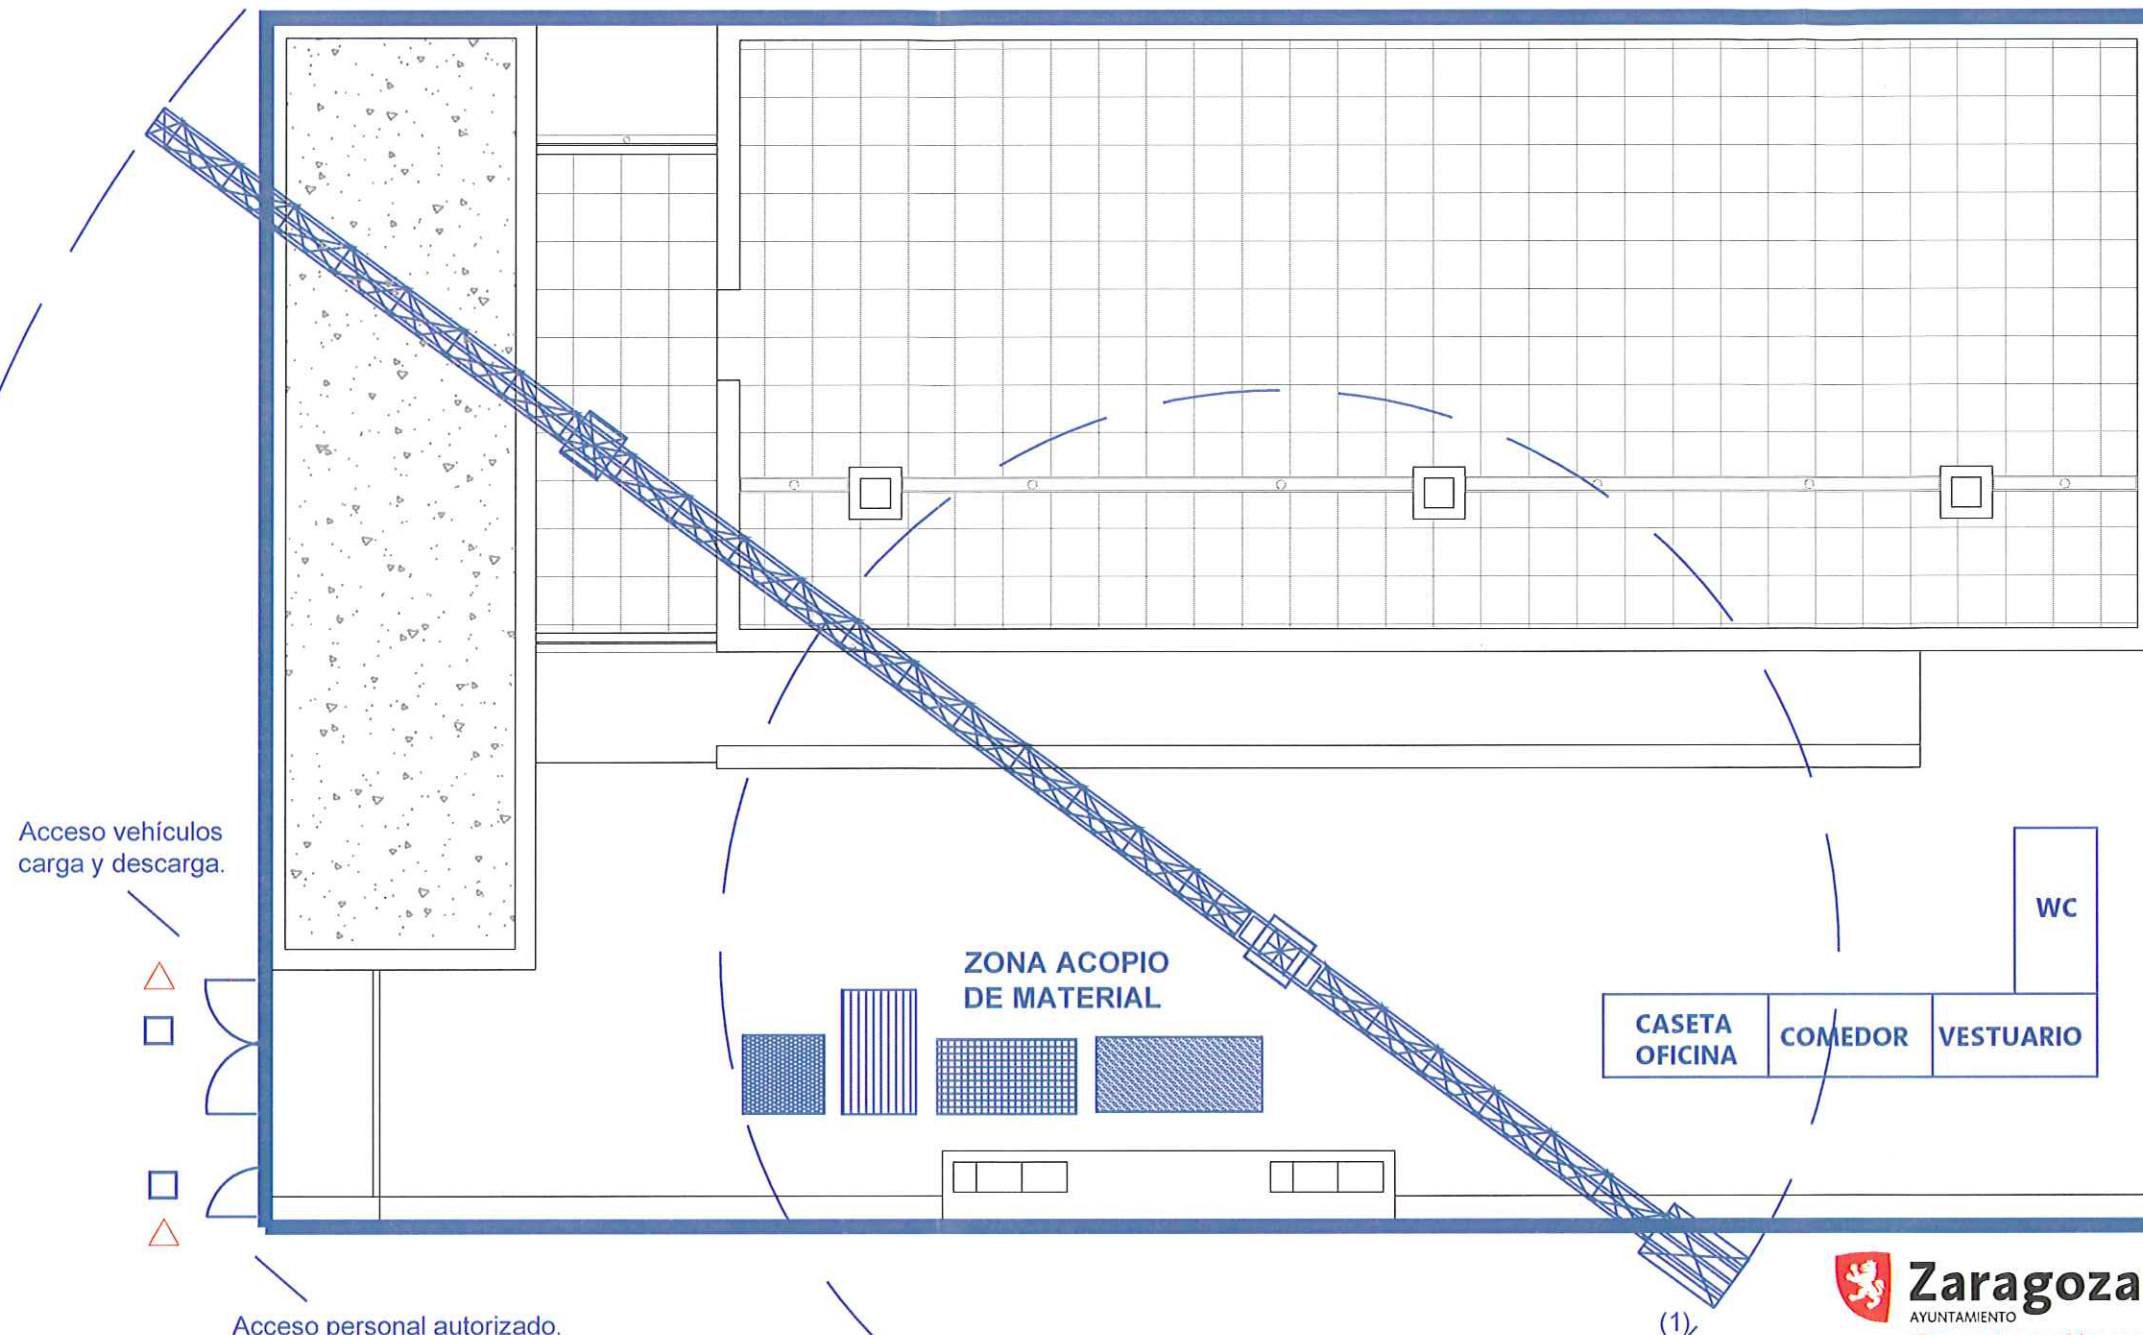 Acceso vehículos
carga y descarga.
ZONA ACOPIO
DE MATERIAL
WC
CASETA
OFICINA
COMEDOR
VESTUARIO
Acceso personal autorizado.
(1)
Zaragoza
AYUNTAMIENTO